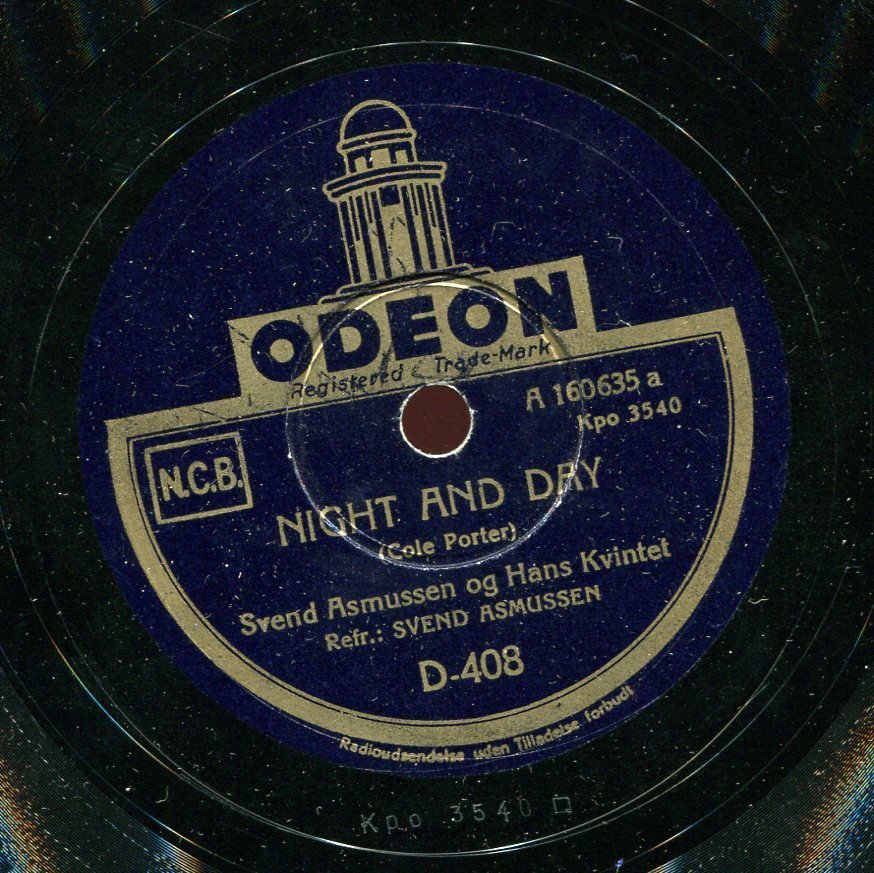 ODEON
Registered Trade-Mark
A 160635 a
Kpo 3540
N.C.B.
NIGHT AND DAY
(Cole Porter)
Svend Asmussen og Hans Kvintet
Refr.: SVEND ASMUSSEN
D-408
Radioudsendelse uden Tilladelse forbudt
Kpo 3540